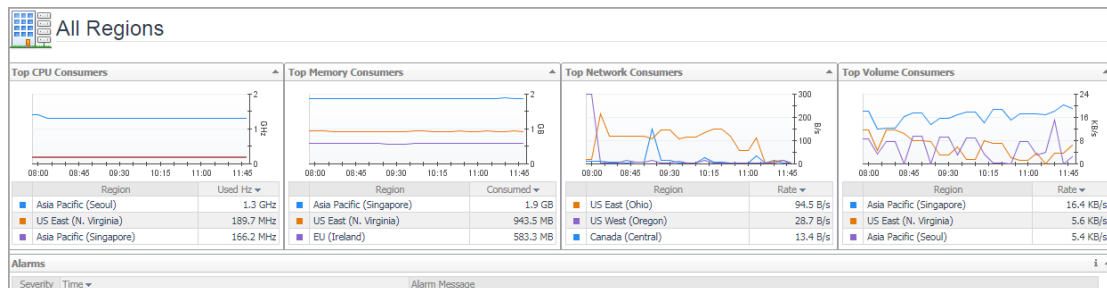 All Regions
Top CPU Consumers
2
1
0
GHz
08:00 08:45 09:30 10:15 11:00 11:45
Region Used Hz
Asia Pacific (Seoul) 1.3 GHz
US East (N. Virginia) 189.7 MHz
Asia Pacific (Singapore) 166.2 MHz
Top Memory Consumers
2
1
0
GB
08:00 08:45 09:30 10:15 11:00 11:45
Region Consumed
Asia Pacific (Singapore) 1.9 GB
US East (N. Virginia) 943.5 MB
EU (Ireland) 583.3 MB
Top Network Consumers
300
200
100
0
B/s
08:00 08:45 09:30 10:15 11:00 11:45
Region Rate
US East (Ohio) 94.5 B/s
US West (Oregon) 28.7 B/s
Canada (Central) 13.4 B/s
Top Volume Consumers
24
16
8
0
KB/s
08:00 08:45 09:30 10:15 11:00 11:45
Region Rate
Asia Pacific (Singapore) 16.4 KB/s
US East (N. Virginia) 5.6 KB/s
Asia Pacific (Seoul) 5.4 KB/s
Alarms i
Severity Time Alarm Message